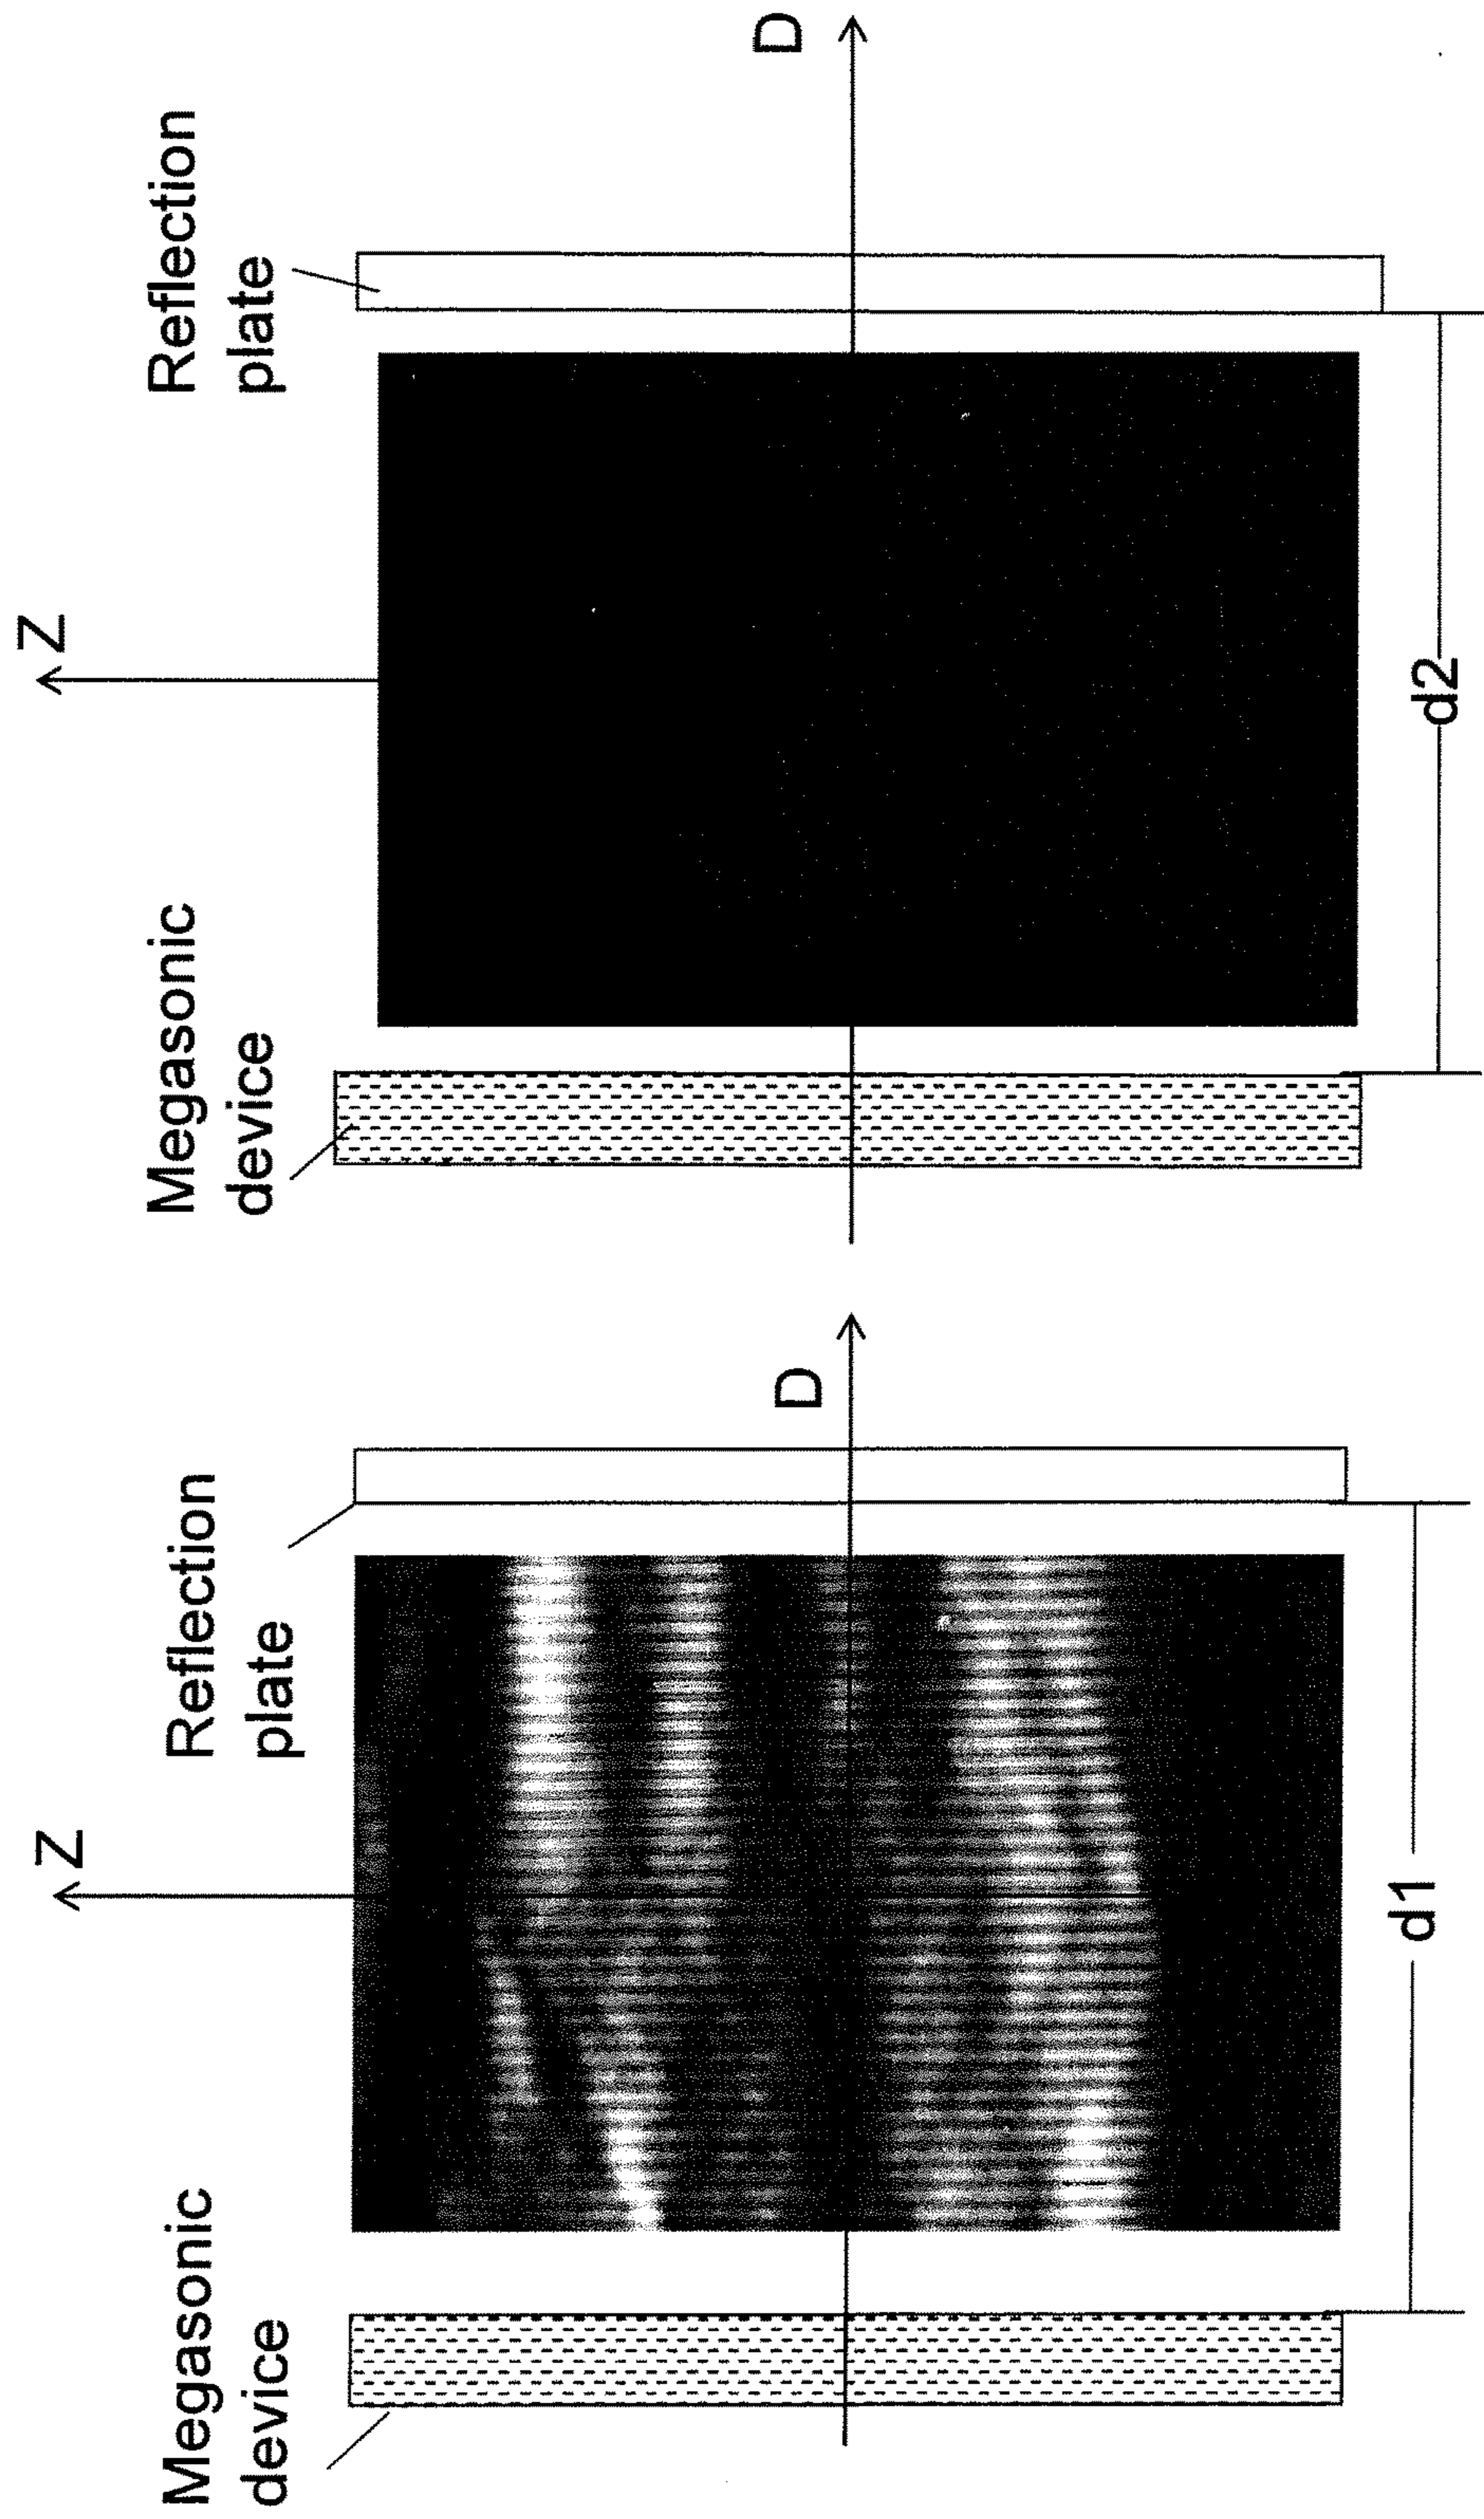 Z
Megasonic
device
Reflection
plate
D
d1
Z
Megasonic
device
Reflection
plate
D
d2